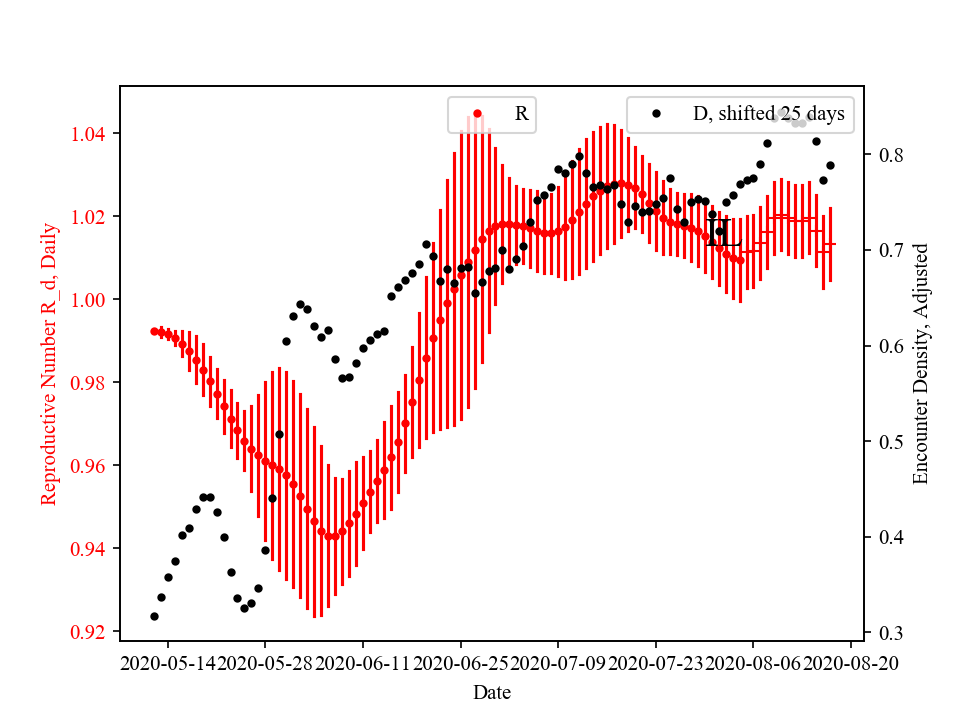 R
D, shifted 25 days
1.04
1.02
1.00
0.98
0.96
0.94
0.92
Reproductive Number R_d, Daily
IL
0.8
0.7
0.6
0.5
0.4
0.3
Encounter Density, Adjusted
2020-05-14 2020-05-28 2020-06-11 2020-06-25 2020-07-09 2020-07-23 2020-08-06 2020-08-20
Date